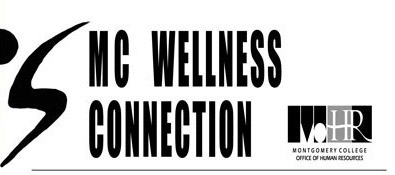 MC WELLNESS
CONNECTION
HR
MONTGOMERY COLLEGE
OFFICE OF HUMAN RESOURCES